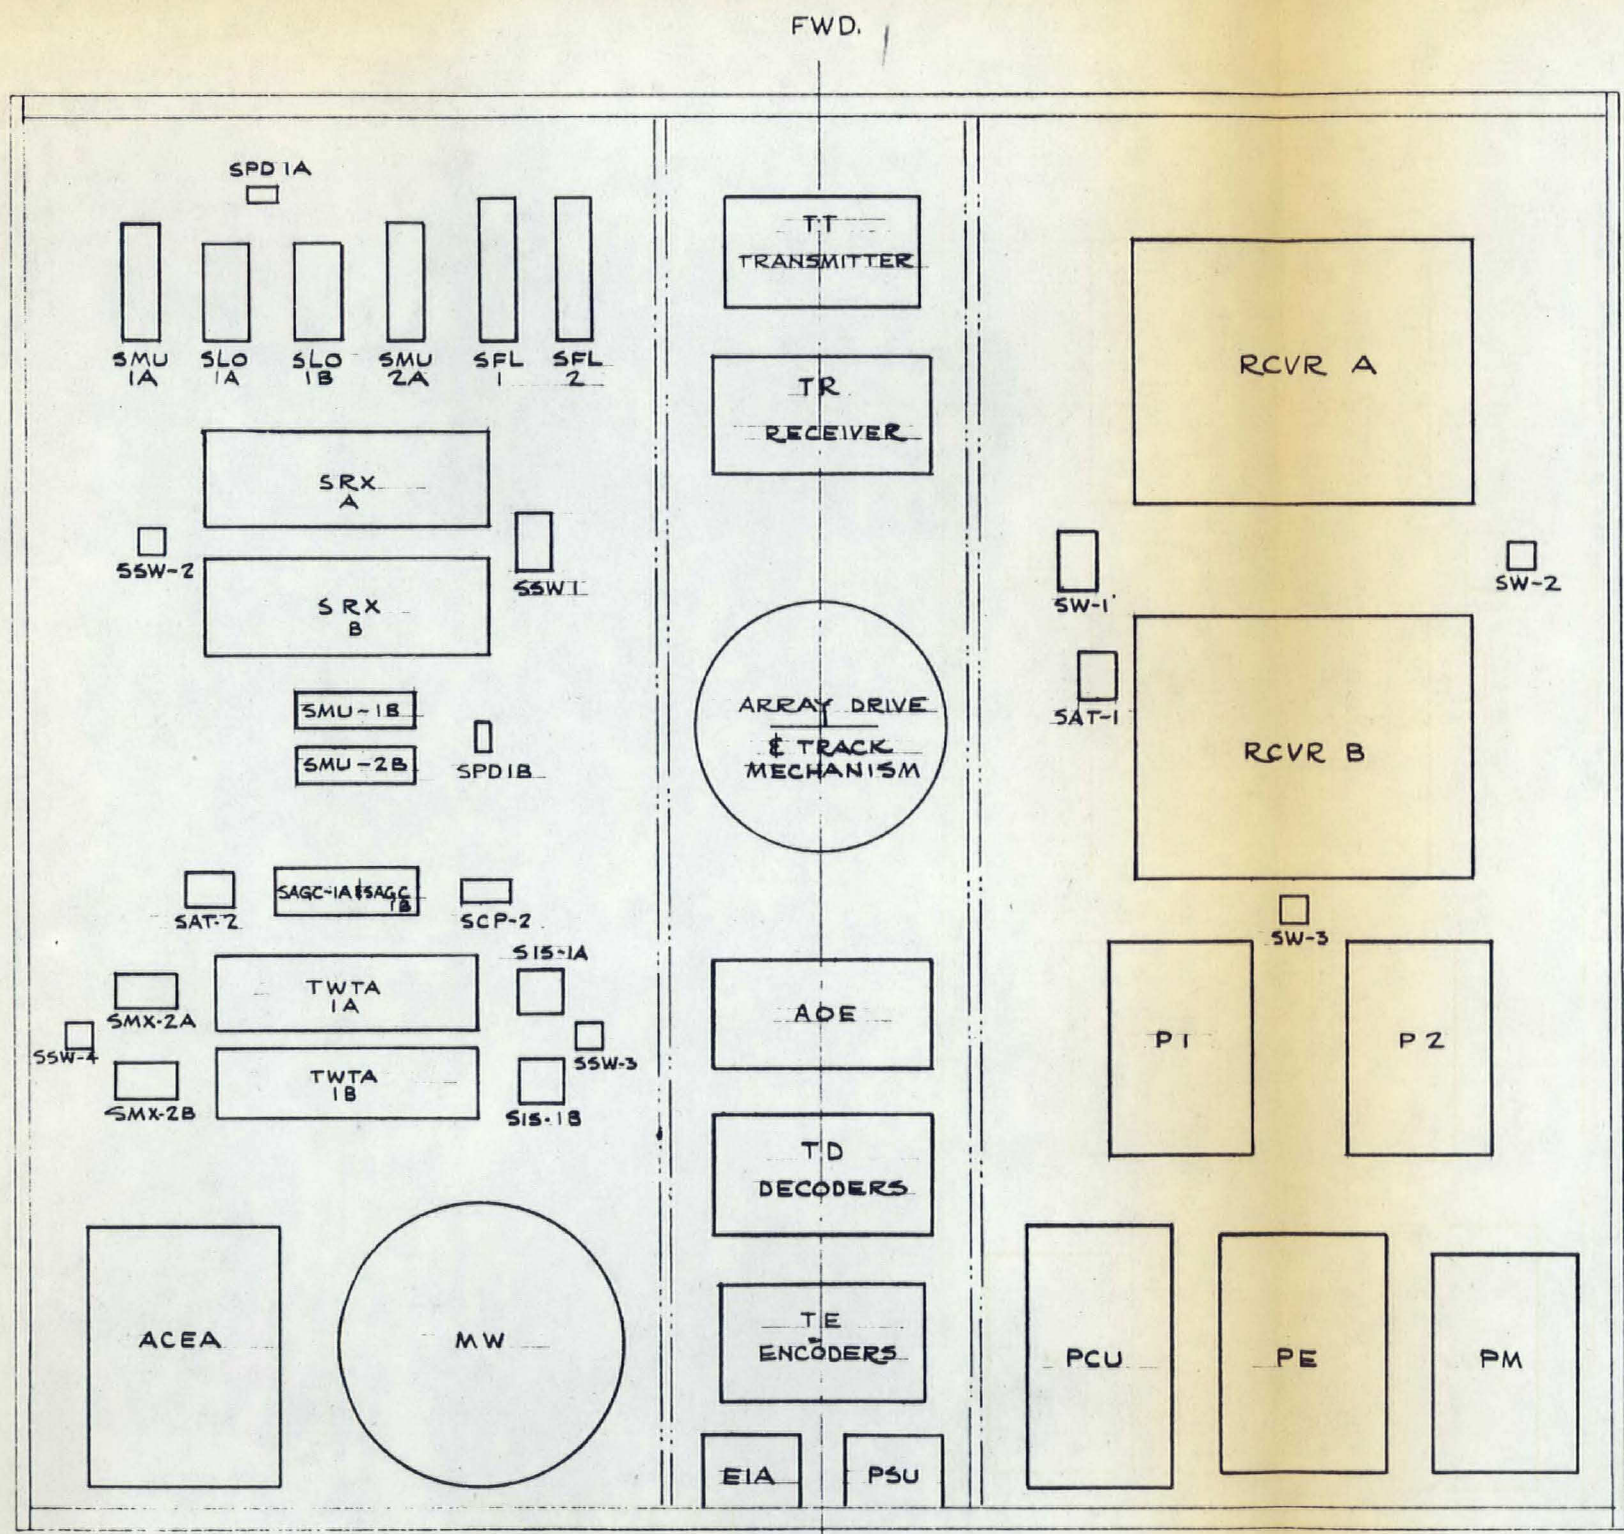 FWD.
SPD 1A
SMU
1A
SLO
1A
SLO
1B
SMU
2A
SFL
1
SFL
2
SRX
A
SSW-2
SSW 1
SRX
B
SMU-1B
SMU-2B
SPD1B
SAGC-1A & SAGC
1B
SAT-2
SCP-2
SIS-1A
TWTA
1A
SMX-2A
SSW-4
SSW-3
TWTA
1B
SMX-2B
SIS-1B
ACEA
MW
TT
TRANSMITTER
TR
RECEIVER
ARRAY DRIVE
& TRACK
MECHANISM
AOE
TD
DECODERS
TE
ENCODERS
EIA
PSU
RCVR A
SW-1
SW-2
SAT-1
RCVR B
SW-3
P1
P2
PCU
PE
PM